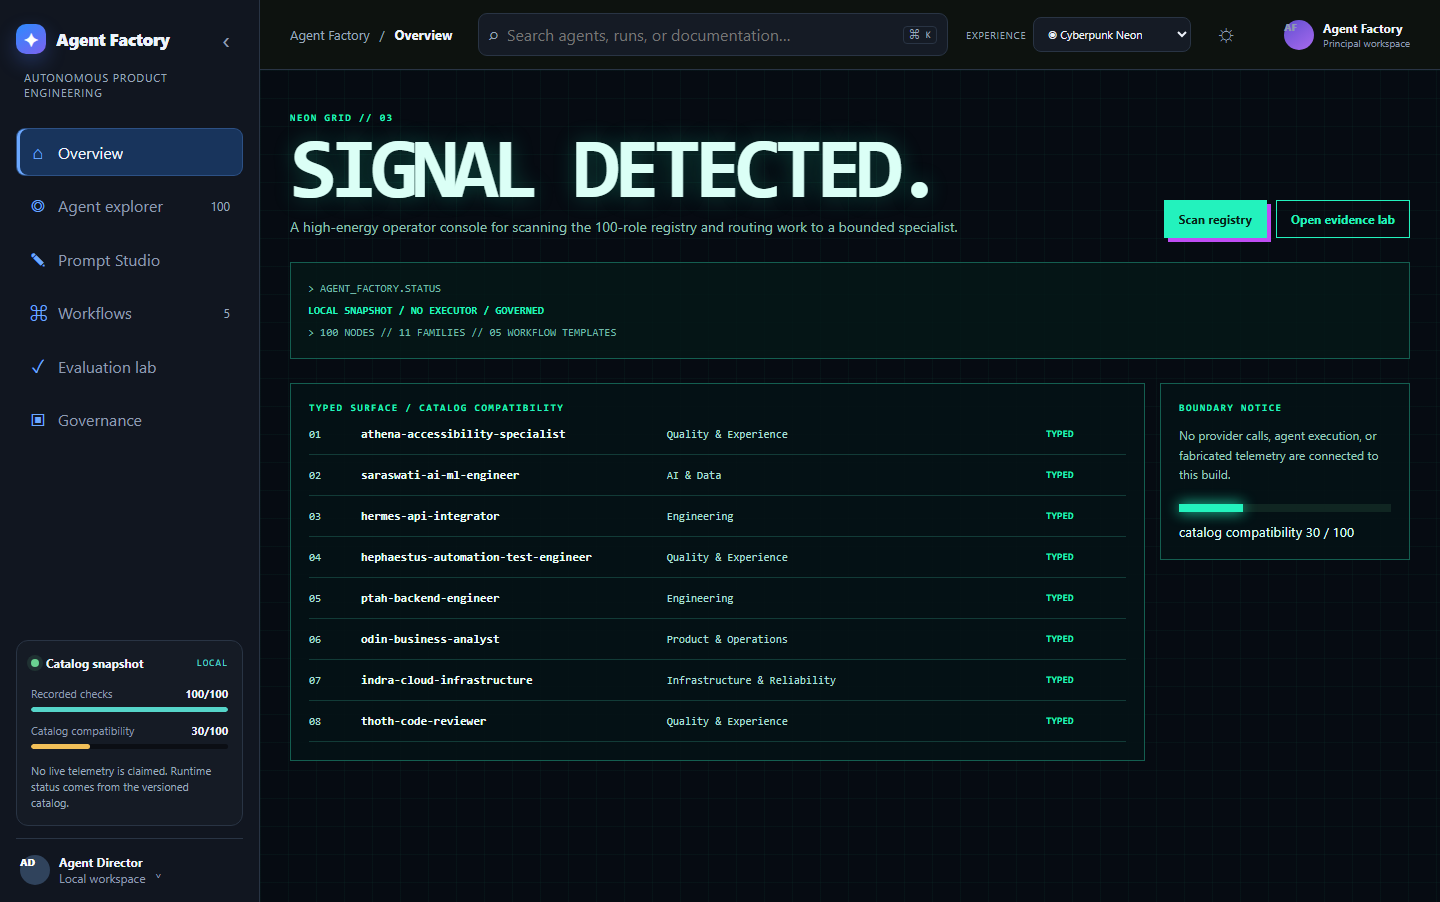 Agent Factory
AUTONOMOUS PRODUCT
ENGINEERING
Overview
Agent explorer 100
Prompt Studio
Workflows 5
Evaluation lab
Governance
Catalog snapshot LOCAL
Recorded checks 100/100
Catalog compatibility 30/100
No live telemetry is claimed. Runtime
status comes from the versioned
catalog.
AD
Agent Director
Local workspace
Agent Factory / Overview
Search agents, runs, or documentation...
⌘ K
EXPERIENCE
◉ Cyberpunk Neon
AF
Agent Factory
Principal workspace
NEON GRID // 03
SIGNAL DETECTED.
A high-energy operator console for scanning the 100-role registry and routing work to a bounded specialist.
Scan registry
Open evidence lab
> AGENT_FACTORY.STATUS
LOCAL SNAPSHOT / NO EXECUTOR / GOVERNED
> 100 NODES // 11 FAMILIES // 05 WORKFLOW TEMPLATES
TYPED SURFACE / CATALOG COMPATIBILITY
01 athena-accessibility-specialist Quality & Experience TYPED
02 saraswati-ai-ml-engineer AI & Data TYPED
03 hermes-api-integrator Engineering TYPED
04 hephaestus-automation-test-engineer Quality & Experience TYPED
05 ptah-backend-engineer Engineering TYPED
06 odin-business-analyst Product & Operations TYPED
07 indra-cloud-infrastructure Infrastructure & Reliability TYPED
08 thoth-code-reviewer Quality & Experience TYPED
BOUNDARY NOTICE
No provider calls, agent execution, or
fabricated telemetry are connected to
this build.
catalog compatibility 30 / 100